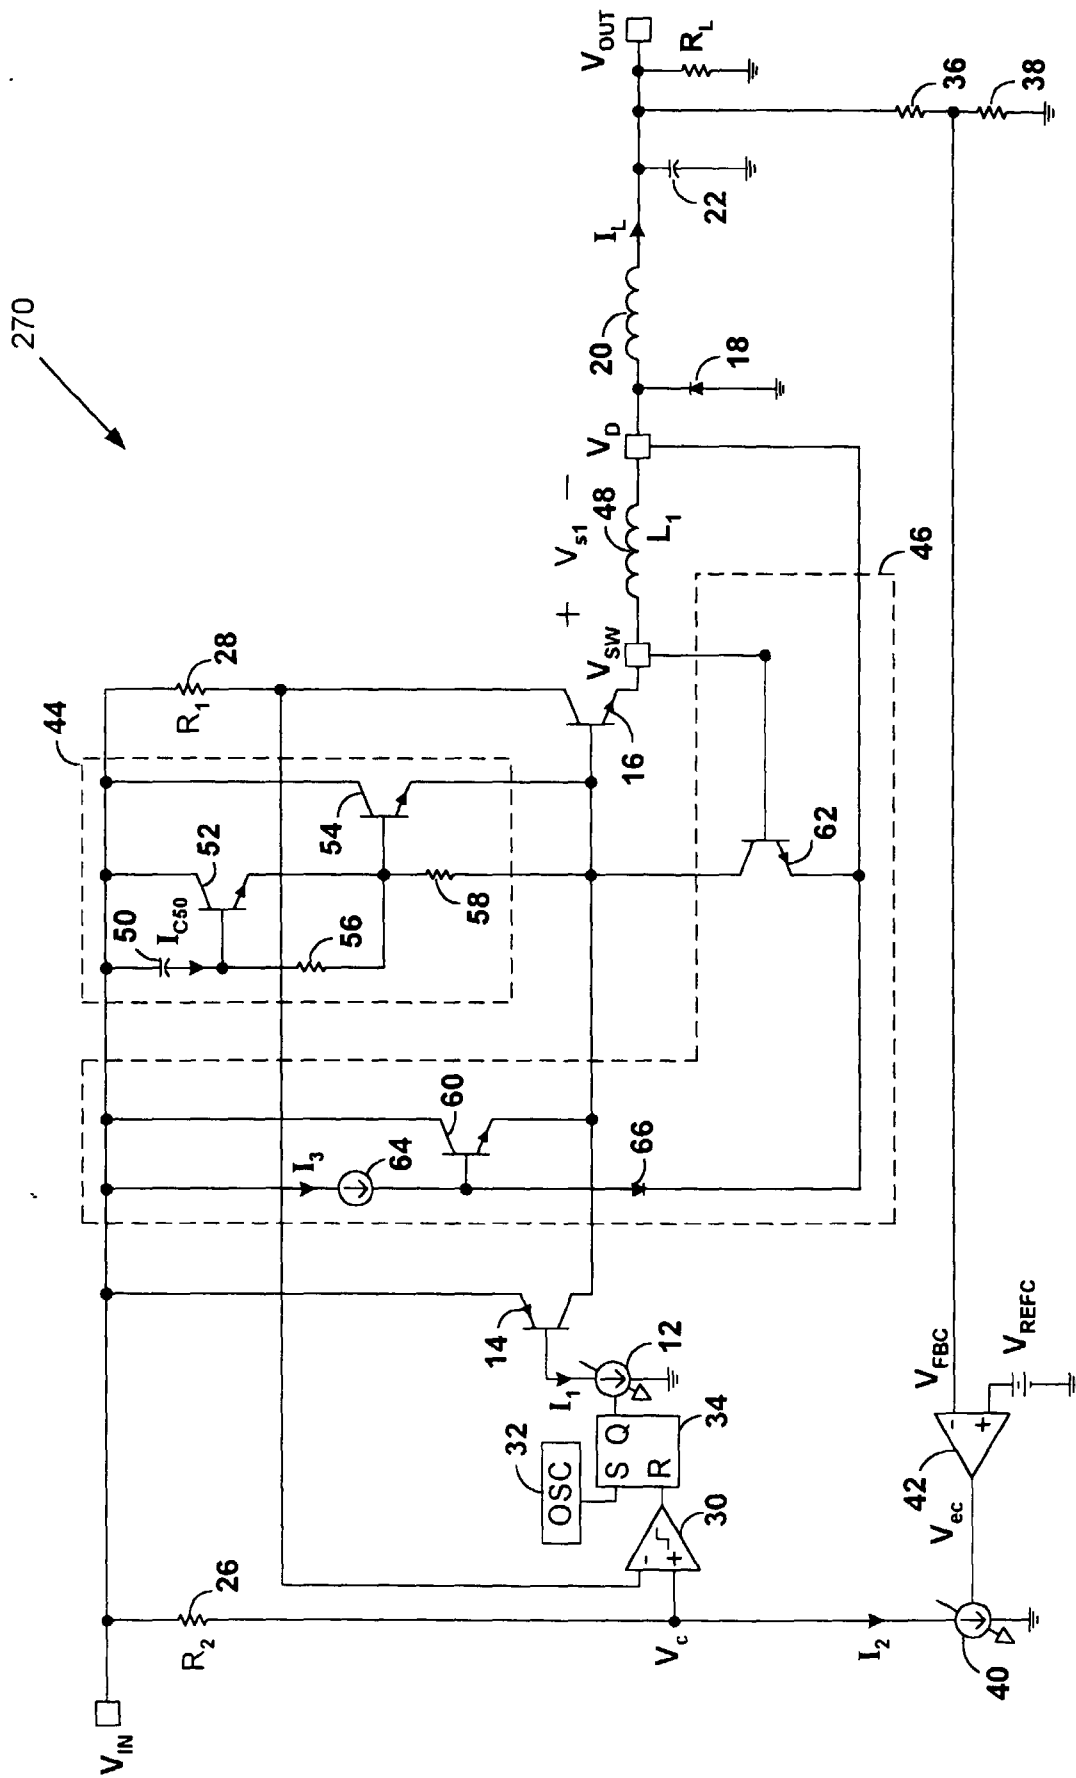 270
V_IN
R_2
26
V_c
I_2
40
V_ec
42
V_FBC
V_REFC
-
+
30
-
+
OSC
32
S Q
R
34
I_1
12
14
I_3
64
60
66
46
50
I_C50
52
56
54
58
44
R_1
28
16
62
V_SW
+ V_s1 -
48
L_1
V_D
18
20
I_L
22
V_OUT
R_L
36
38